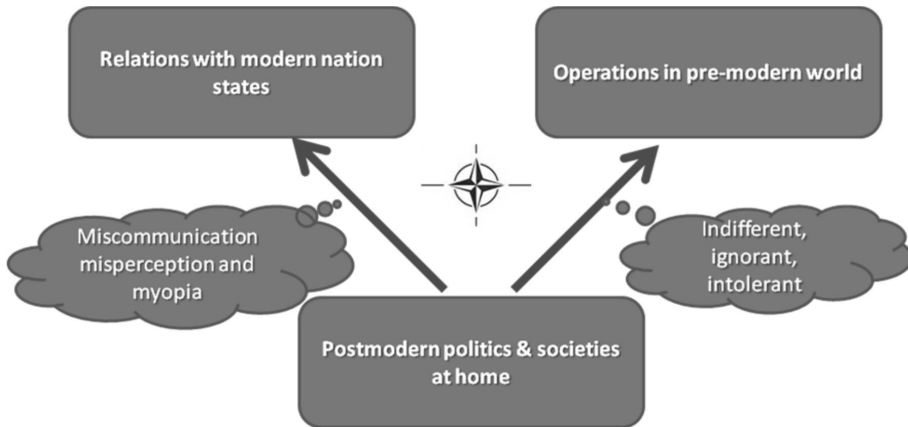 Relations with modern nation
states
Operations in pre-modern world
Miscommunication
misperception and
myopia
Indifferent,
ignorant,
intolerant
Postmodern politics & societies
at home